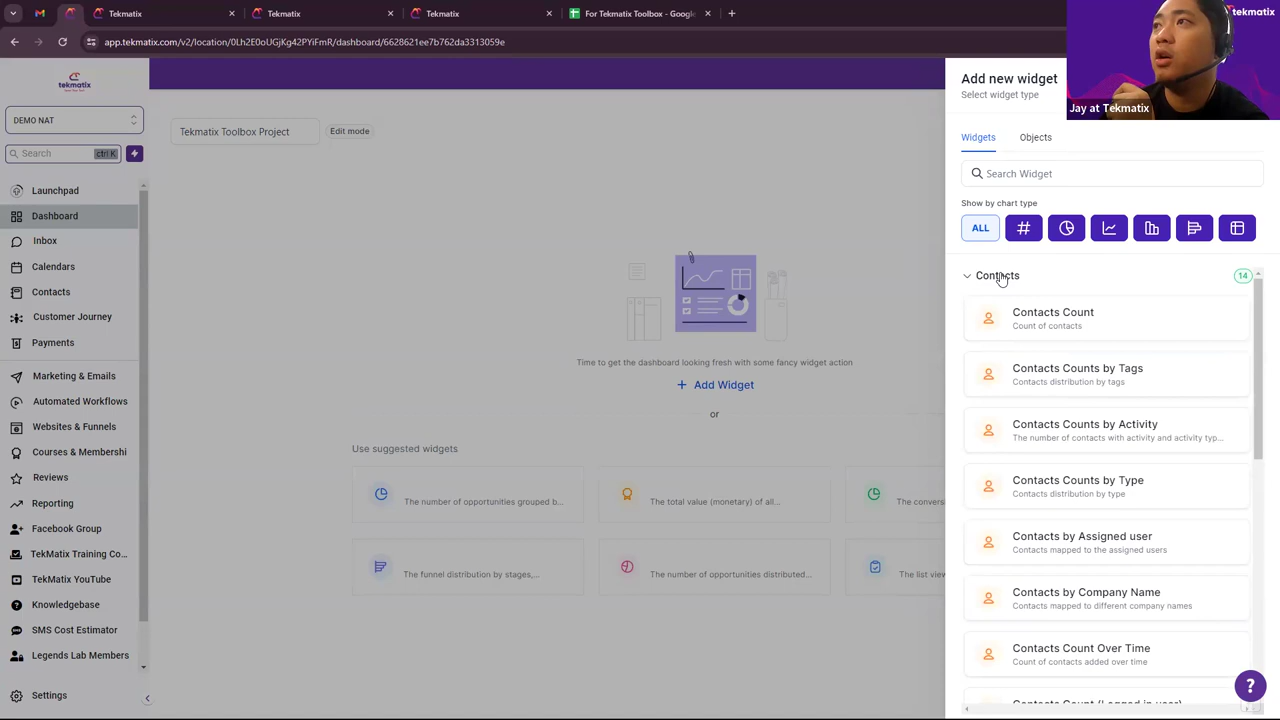 Tekmatix
Tekmatix
Tekmatix
For Tekmatix Toolbox - Google
app.tekmatix.com/v2/location/0Lh2E0oUGjKg42PYiFmR/dashboard/6628621ee7b762da3313059e
tekmatix
Jay at Tekmatix
tekmatix
DEMO NAT
Search
ctrl K
Launchpad
Dashboard
Inbox
Calendars
Contacts
Customer Journey
Payments
Marketing & Emails
Automated Workflows
Websites & Funnels
Courses & Membershi
Reviews
Reporting
Facebook Group
TekMatix Training Co...
TekMatix YouTube
Knowledgebase
SMS Cost Estimator
Legends Lab Members
Settings
Tekmatix Toolbox Project
Edit mode
Time to get the dashboard looking fresh with some fancy widget action
+ Add Widget
or
Use suggested widgets
The number of opportunities grouped b...
The total value (monetary) of all...
The convers
The funnel distribution by stages,...
The number of opportunities distributed...
The list view
Add new widget
Select widget type
Widgets
Objects
Search Widget
Show by chart type
ALL
#
Contacts
14
Contacts Count
Count of contacts
Contacts Counts by Tags
Contacts distribution by tags
Contacts Counts by Activity
The number of contacts with activity and activity typ...
Contacts Counts by Type
Contacts distribution by type
Contacts by Assigned user
Contacts mapped to the assigned users
Contacts by Company Name
Contacts mapped to different company names
Contacts Count Over Time
Count of contacts added over time
Contacts Count (Logged in user)
?